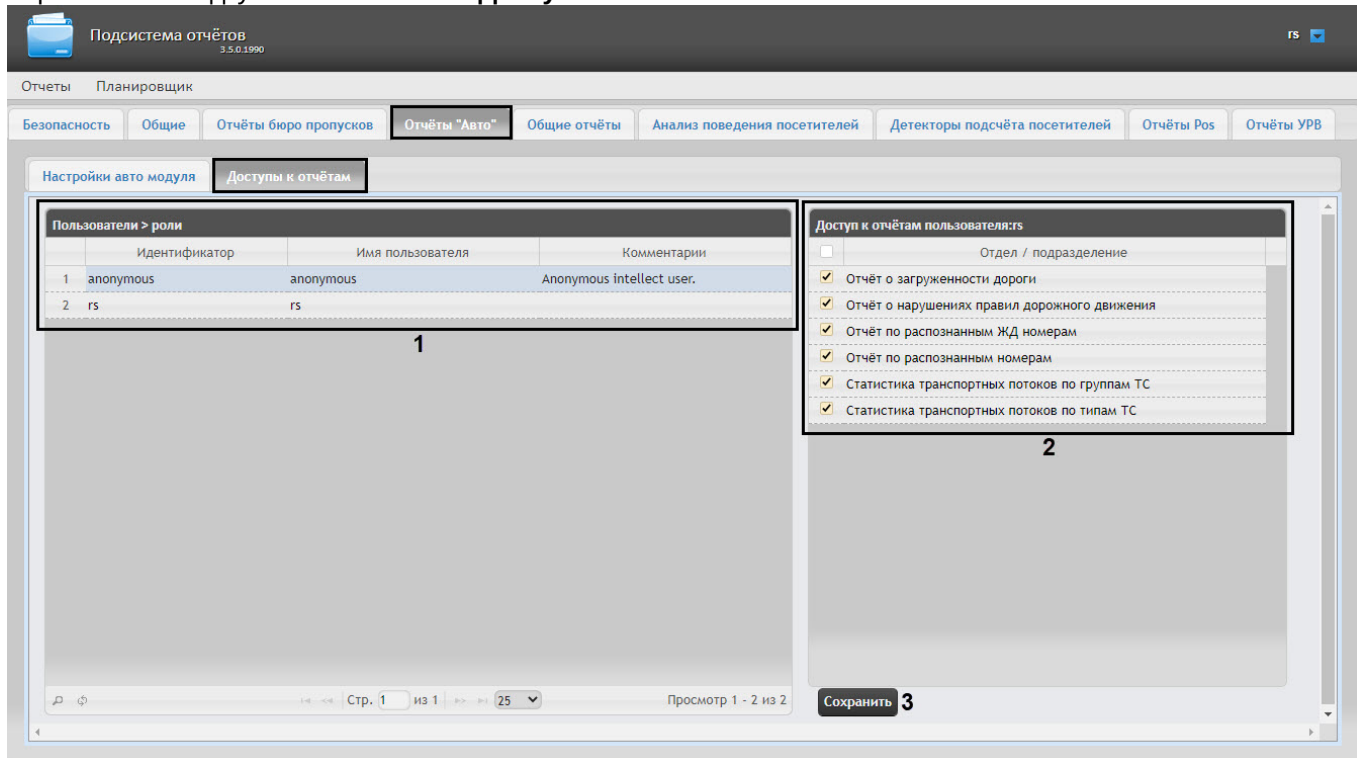 Подсистема отчётов
3.5.0.1990
rs
Отчеты Планировщик
Безопасность Общие Отчёты бюро пропусков Отчёты "Авто" Общие отчёты Анализ поведения посетителей Детекторы подсчёта посетителей Отчёты Pos Отчёты УРВ
Настройки авто модуля Доступы к отчётам
Пользователи > роли
Идентификатор Имя пользователя Комментарии
1 anonymous anonymous Anonymous intellect user.
2 rs rs
1
Стр. 1 из 1 25 Просмотр 1 - 2 из 2
Доступ к отчётам пользователя:rs
Отдел / подразделение
Отчёт о загруженности дороги
Отчёт о нарушениях правил дорожного движения
Отчёт по распознанным ЖД номерам
Отчёт по распознанным номерам
Статистика транспортных потоков по группам ТС
Статистика транспортных потоков по типам ТС
2
Сохранить 3